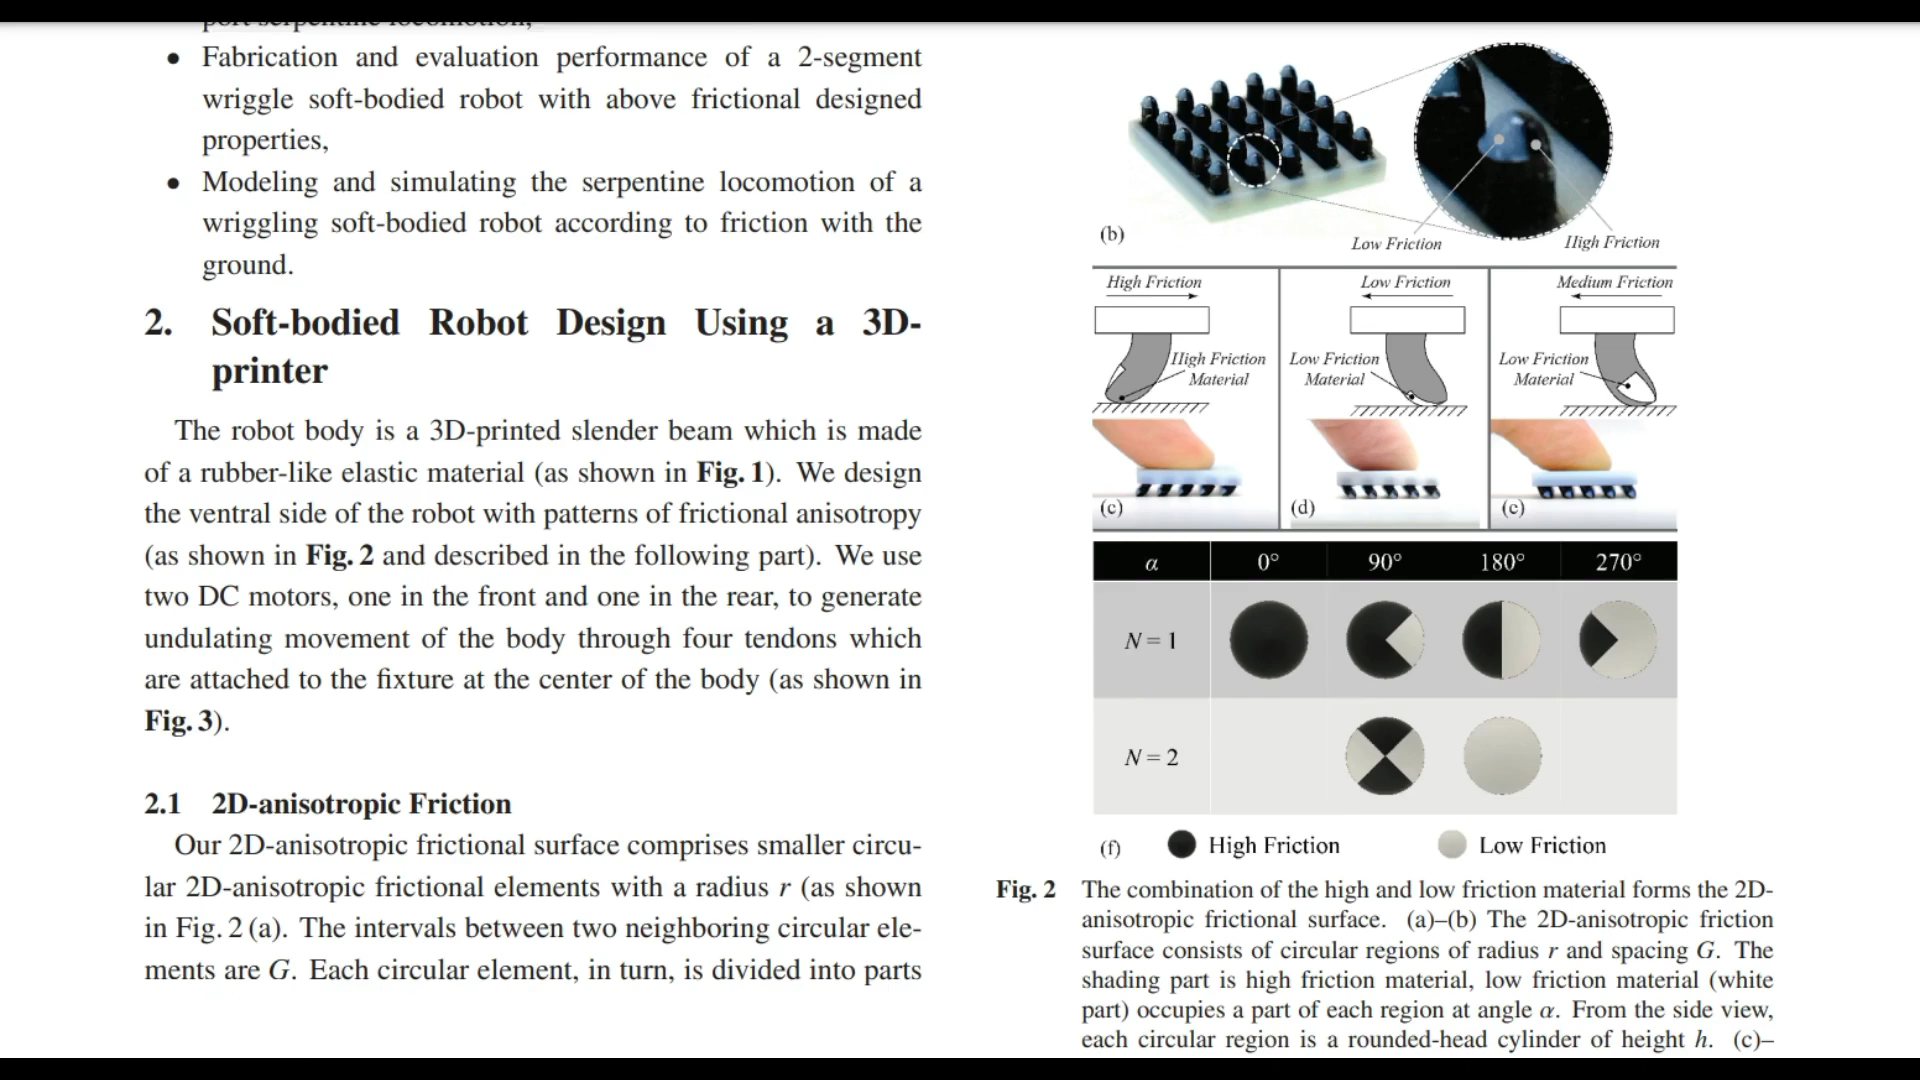 port serpentine locomotion,
• Fabrication and evaluation performance of a 2-segment
wriggle soft-bodied robot with above frictional designed
properties,
• Modeling and simulating the serpentine locomotion of a
wriggling soft-bodied robot according to friction with the
ground.
2. Soft-bodied Robot Design Using a 3D-
printer
The robot body is a 3D-printed slender beam which is made
of a rubber-like elastic material (as shown in Fig. 1). We design
the ventral side of the robot with patterns of frictional anisotropy
(as shown in Fig. 2 and described in the following part). We use
two DC motors, one in the front and one in the rear, to generate
undulating movement of the body through four tendons which
are attached to the fixture at the center of the body (as shown in
Fig. 3).
2.1 2D-anisotropic Friction
Our 2D-anisotropic frictional surface comprises smaller circu-
lar 2D-anisotropic frictional elements with a radius r (as shown
in Fig. 2 (a). The intervals between two neighboring circular ele-
ments are G. Each circular element, in turn, is divided into parts
(b)
Low Friction
High Friction
High Friction
Low Friction
Medium Friction
High Friction
Material
Low Friction
Material
Low Friction
Material
(c)
(d)
(e)
α 0° 90° 180° 270°
N = 1
N = 2
(f) High Friction Low Friction
Fig. 2 The combination of the high and low friction material forms the 2D-
anisotropic frictional surface. (a)–(b) The 2D-anisotropic friction
surface consists of circular regions of radius r and spacing G. The
shading part is high friction material, low friction material (white
part) occupies a part of each region at angle α. From the side view,
each circular region is a rounded-head cylinder of height h. (c)–